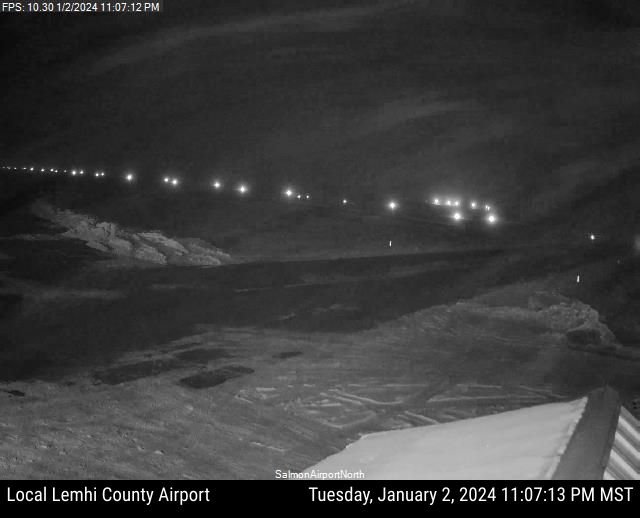 FPS: 10.30 1/2/2024 11:07:12 PM
SalmonAirportNorth
Local Lemhi County Airport Tuesday, January 2, 2024 11:07:13 PM MST